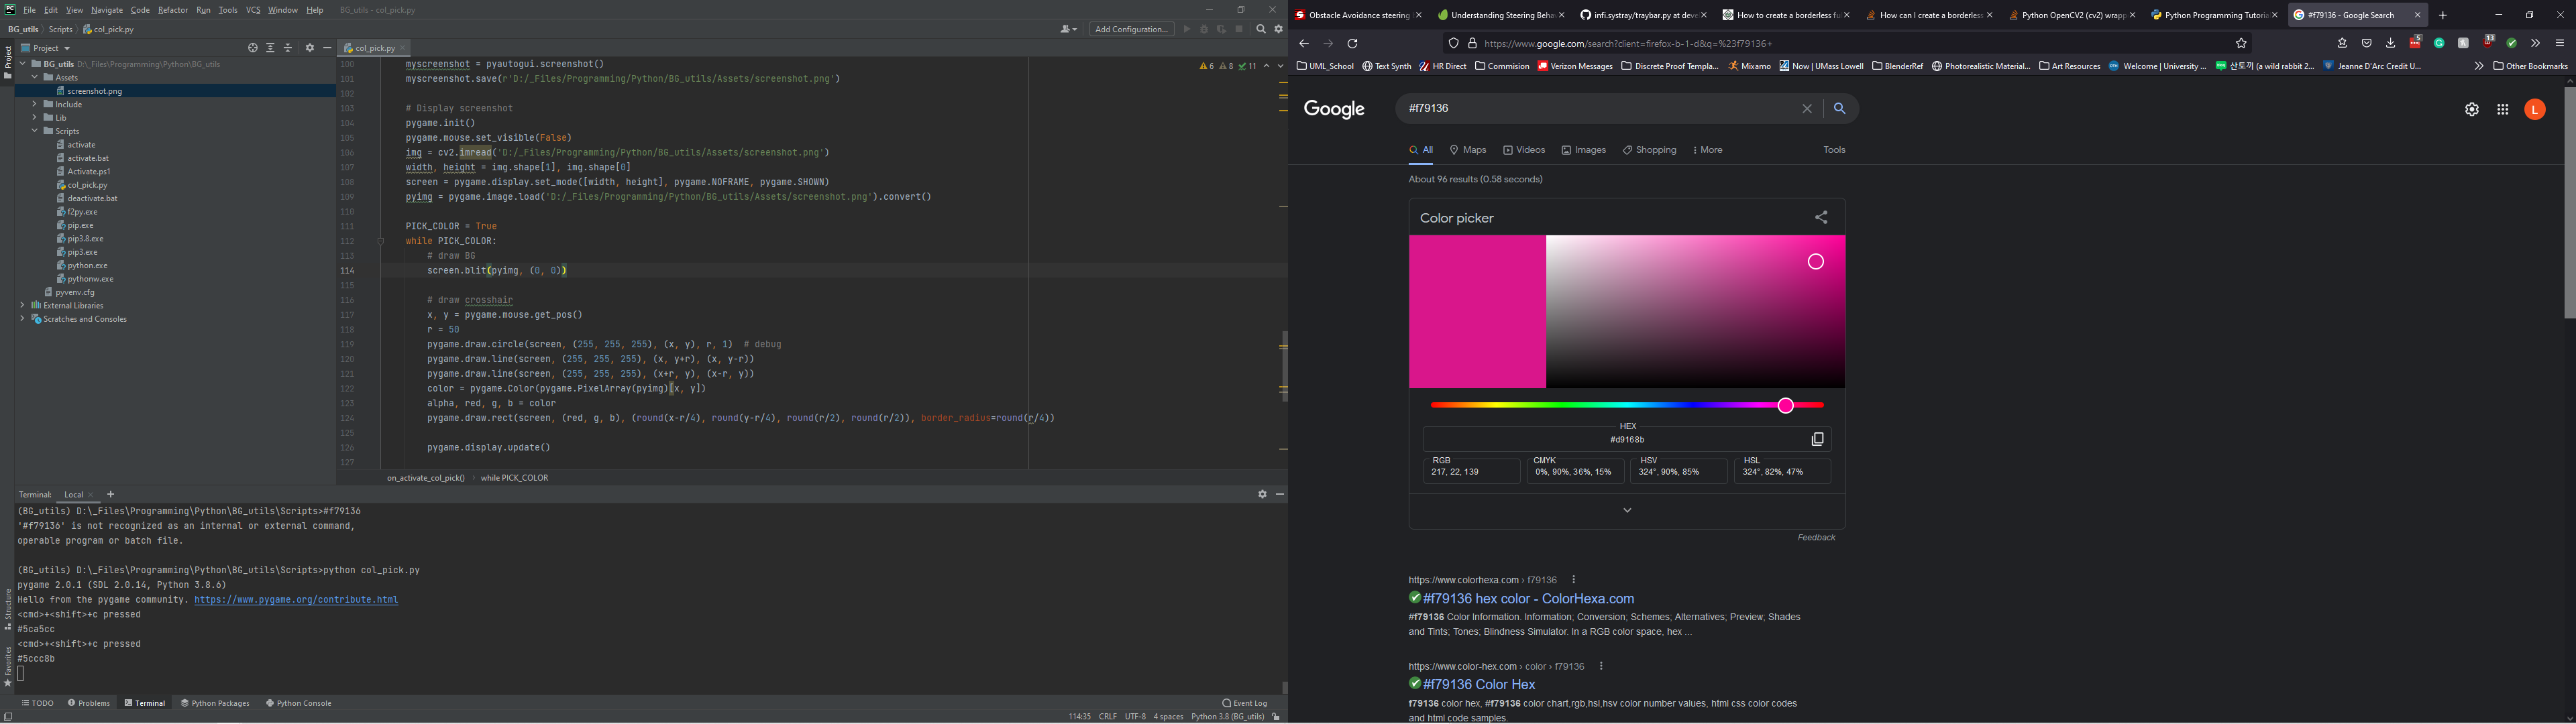 File Edit View Navigate Code Refactor Run Tools VCS Window Help BG_utils - col_pick.py
BG_utils Scripts col_pick.py
Add Configuration...
Project
col_pick.py
BG_utils D:\_Files\Programming\Python\BG_utils
Assets
screenshot.png
Include
Lib
Scripts
activate
activate.bat
Activate.ps1
col_pick.py
deactivate.bat
f2py.exe
pip.exe
pip3.8.exe
pip3.exe
python.exe
pythonw.exe
pyvenv.cfg
External Libraries
Scratches and Consoles
Project
Structure
Favorites
6 8 11
100 myscreenshot = pyautogui.screenshot()
101 myscreenshot.save(r'D:/_Files/Programming/Python/BG_utils/Assets/screenshot.png')
102
103 # Display screenshot
104 pygame.init()
105 pygame.mouse.set_visible(False)
106 img = cv2.imread('D:/_Files/Programming/Python/BG_utils/Assets/screenshot.png')
107 width, height = img.shape[1], img.shape[0]
108 screen = pygame.display.set_mode([width, height], pygame.NOFRAME, pygame.SHOWN)
109 pyimg = pygame.image.load('D:/_Files/Programming/Python/BG_utils/Assets/screenshot.png').convert()
110
111 PICK_COLOR = True
112 while PICK_COLOR:
113 # draw BG
114 screen.blit(pyimg, (0, 0))
115
116 # draw crosshair
117 x, y = pygame.mouse.get_pos()
118 r = 50
119 pygame.draw.circle(screen, (255, 255, 255), (x, y), r, 1) # debug
120 pygame.draw.line(screen, (255, 255, 255), (x, y+r), (x, y-r))
121 pygame.draw.line(screen, (255, 255, 255), (x+r, y), (x-r, y))
122 color = pygame.Color(pygame.PixelArray(pyimg)[x, y])
123 alpha, red, g, b = color
124 pygame.draw.rect(screen, (red, g, b), (round(x-r/4), round(y-r/4), round(r/2), round(r/2)), border_radius=round(r/4))
125
126 pygame.display.update()
127
on_activate_col_pick() while PICK_COLOR
Terminal: Local
(BG_utils) D:\_Files\Programming\Python\BG_utils\Scripts>#f79136
'#f79136' is not recognized as an internal or external command,
operable program or batch file.
(BG_utils) D:\_Files\Programming\Python\BG_utils\Scripts>python col_pick.py
pygame 2.0.1 (SDL 2.0.14, Python 3.8.6)
Hello from the pygame community. https://www.pygame.org/contribute.html
<cmd>+<shift>+c pressed
#5ca5cc
<cmd>+<shift>+c pressed
#5ccc8b
TODO Problems Terminal Python Packages Python Console Event Log
114:35 CRLF UTF-8 4 spaces Python 3.8 (BG_utils)
Obstacle Avoidance steering Understanding Steering Beha infi.systray/traybar.py at deve How to create a borderless fu How can I create a borderless Python OpenCV2 (cv2) wrapp Python Programming Tutoria #f79136 - Google Search
https://www.google.com/search?client=firefox-b-1-d&q=%23f79136+
5 13
UML_School Text Synth HR Direct Commision Verizon Messages Discrete Proof Templa... Mixamo Now | UMass Lowell BlenderRef Photorealistic Material... Art Resources Welcome | University ... 산토끼 (a wild rabbit 2... Jeanne D'Arc Credit U... Other Bookmarks
Google
#f79136
L
All Maps Videos Images Shopping More Tools
About 96 results (0.58 seconds)
Color picker
HEX
#d9168b
RGB CMYK HSV HSL
217, 22, 139 0%, 90%, 36%, 15% 324°, 90%, 85% 324°, 82%, 47%
Feedback
https://www.colorhexa.com › f79136
#f79136 hex color - ColorHexa.com
#f79136 Color Information. Information; Conversion; Schemes; Alternatives; Preview; Shades
and Tints; Tones; Blindness Simulator. In a RGB color space, hex ...
https://www.color-hex.com › color › f79136
#f79136 Color Hex
f79136 color hex, #f79136 color chart,rgb,hsl,hsv color number values, html css color codes
and html code samples.